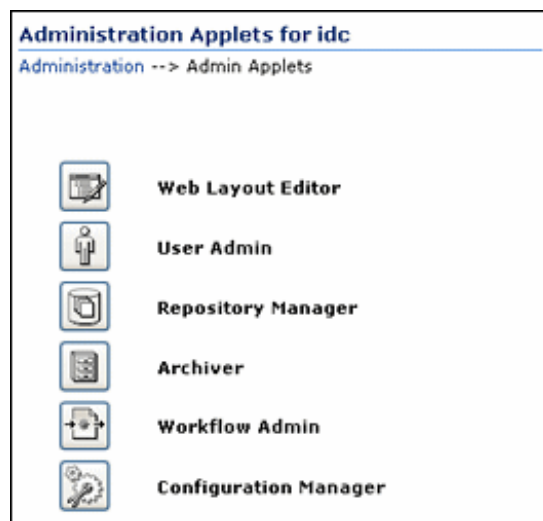 Administration Applets for idc
Administration --> Admin Applets
Web Layout Editor
User Admin
Repository Manager
Archiver
Workflow Admin
Configuration Manager